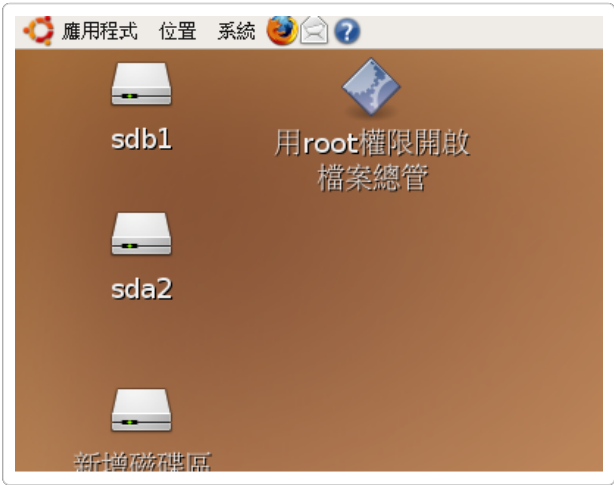 應用程式 位置 系統
sdb1
用root權限開啟
檔案總管
sda2
新增磁碟區